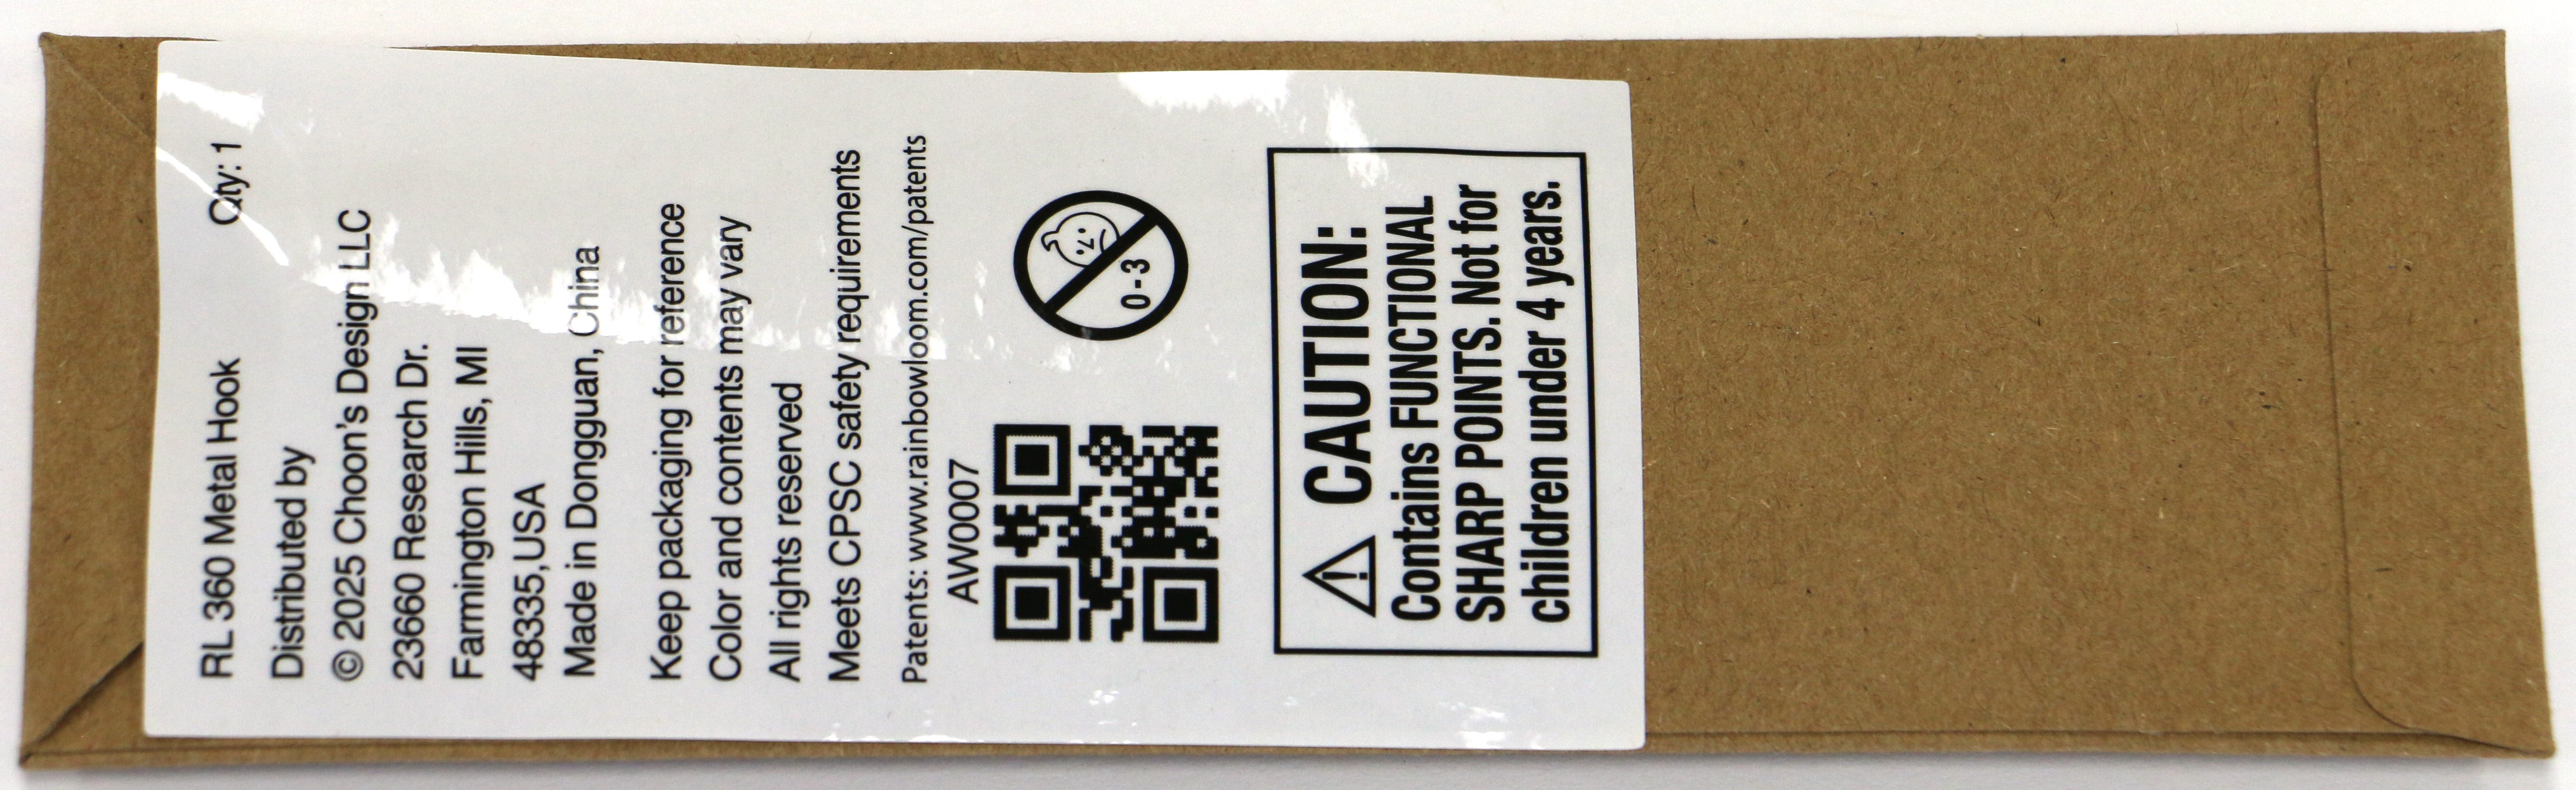 RL 360 Metal Hook Qty: 1
Distributed by
© 2025 Choon's Design LLC
23660 Research Dr.
Farmington Hills, MI
48335,USA
Made in Dongguan, China
Keep packaging for reference
Color and contents may vary
All rights reserved
Meets CPSC safety requirements
Patents: www.rainbowloom.com/patents
AW0007
0-3
⚠ CAUTION:
Contains FUNCTIONAL
SHARP POINTS. Not for
children under 4 years.